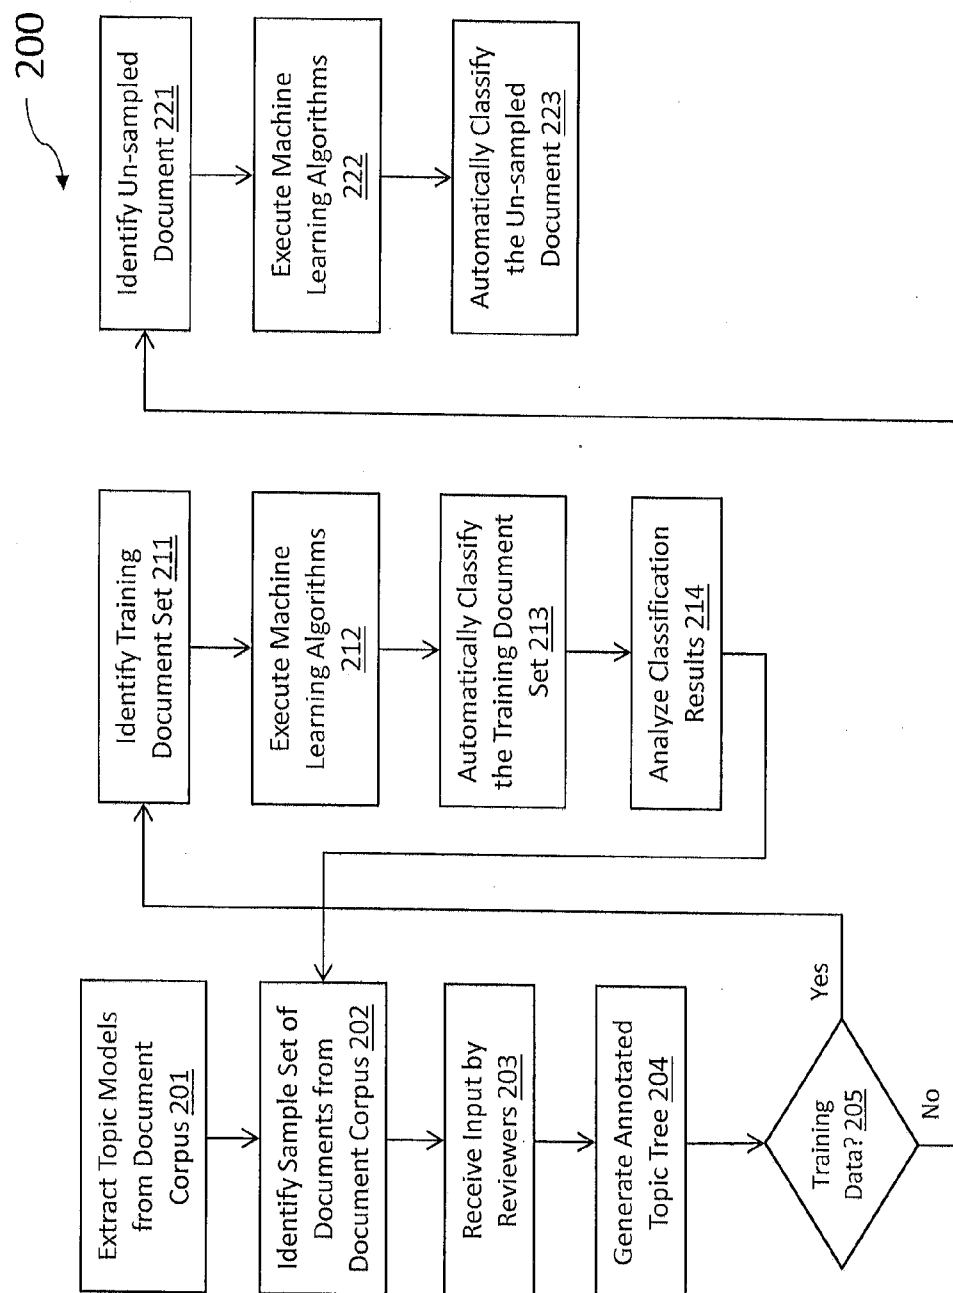 200
Extract Topic Models
from Document
Corpus 201
Identify Sample Set of
Documents from
Document Corpus 202
Receive Input by
Reviewers 203
Generate Annotated
Topic Tree 204
Training
Data? 205
Yes
No
Identify Training
Document Set 211
Execute Machine
Learning Algorithms
212
Automatically Classify
the Training Document
Set 213
Analyze Classification
Results 214
Identify Un-sampled
Document 221
Execute Machine
Learning Algorithms
222
Automatically Classify
the Un-sampled
Document 223